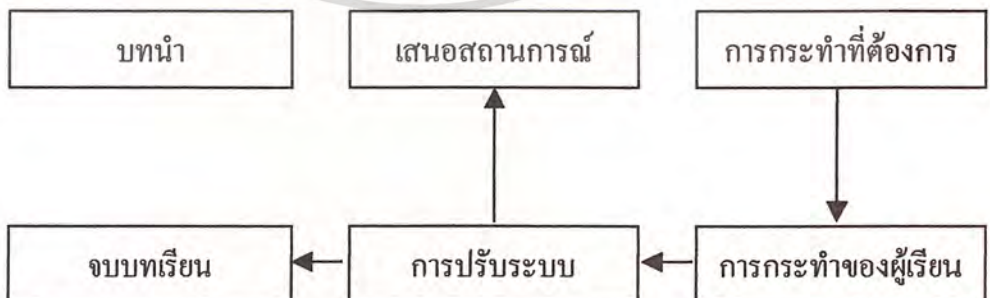 บทนำ
เสนอสถานการณ์
การกระทำที่ต้องการ
จบบทเรียน
การปรับระบบ
การกระทำของผู้เรียน